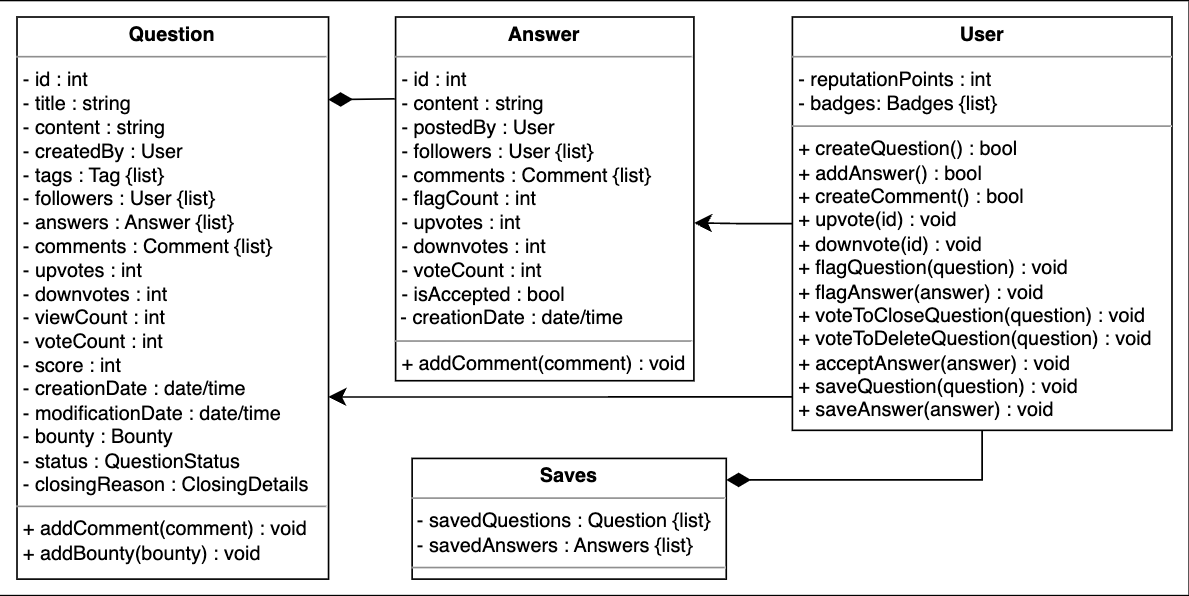 Question
- id : int
- title : string
- content : string
- createdBy : User
- tags : Tag {list}
- followers : User {list}
- answers : Answer {list}
- comments : Comment {list}
- upvotes : int
- downvotes : int
- viewCount : int
- voteCount : int
- score : int
- creationDate : date/time
- modificationDate : date/time
- bounty : Bounty
- status : QuestionStatus
- closingReason : ClosingDetails
+ addComment(comment) : void
+ addBounty(bounty) : void
Answer
- id : int
- content : string
- postedBy : User
- followers : User {list}
- comments : Comment {list}
- flagCount : int
- upvotes : int
- downvotes : int
- voteCount : int
- isAccepted : bool
- creationDate : date/time
+ addComment(comment) : void
User
- reputationPoints : int
- badges: Badges {list}
+ createQuestion() : bool
+ addAnswer() : bool
+ createComment() : bool
+ upvote(id) : void
+ downvote(id) : void
+ flagQuestion(question) : void
+ flagAnswer(answer) : void
+ voteToCloseQuestion(question) : void
+ voteToDeleteQuestion(question) : void
+ acceptAnswer(answer) : void
+ saveQuestion(question) : void
+ saveAnswer(answer) : void
Saves
- savedQuestions : Question {list}
- savedAnswers : Answers {list}